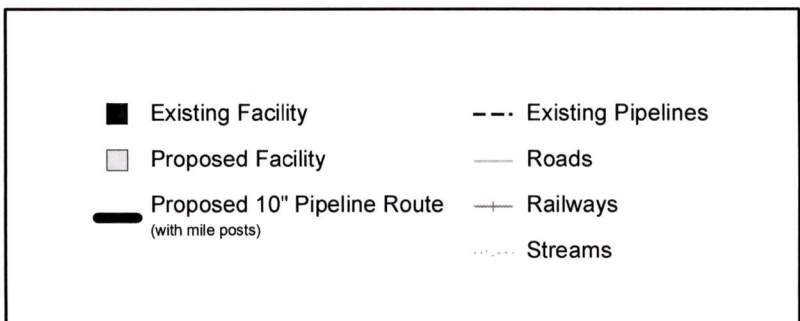 Existing Facility
Proposed Facility
Proposed 10" Pipeline Route
(with mile posts)
Existing Pipelines
Roads
Railways
Streams